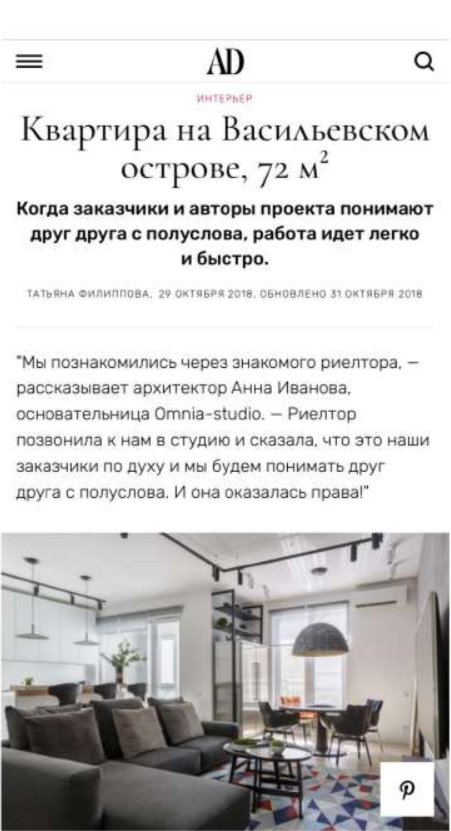 AD
ИНТЕРЬЕР
Квартира на Васильевском
острове, 72 м²
Когда заказчики и авторы проекта понимают
друг друга с полуслова, работа идет легко
и быстро.
ТАТЬЯНА ФИЛИППОВА, 29 ОКТЯБРЯ 2018, ОБНОВЛЕНО 31 ОКТЯБРЯ 2018
"Мы познакомились через знакомого риелтора, —
рассказывает архитектор Анна Иванова,
основательница Omnia-studio. — Риелтор
позвонила к нам в студию и сказала, что это наши
заказчики по духу и мы будем понимать друг
друга с полуслова. И она оказалась права!"